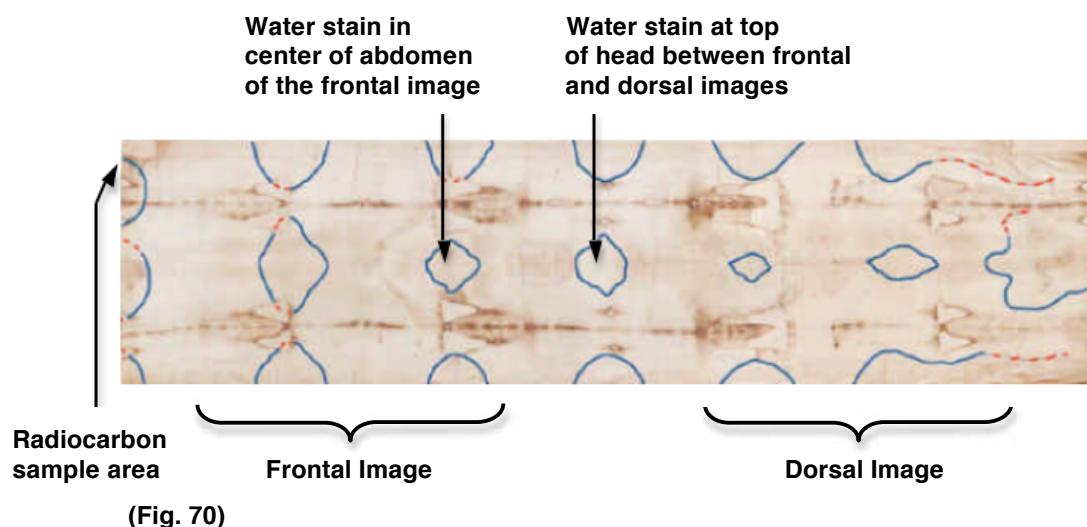 Water stain in
center of abdomen
of the frontal image
Water stain at top
of head between frontal
and dorsal images
Radiocarbon
sample area
Frontal Image
Dorsal Image
(Fig. 70)